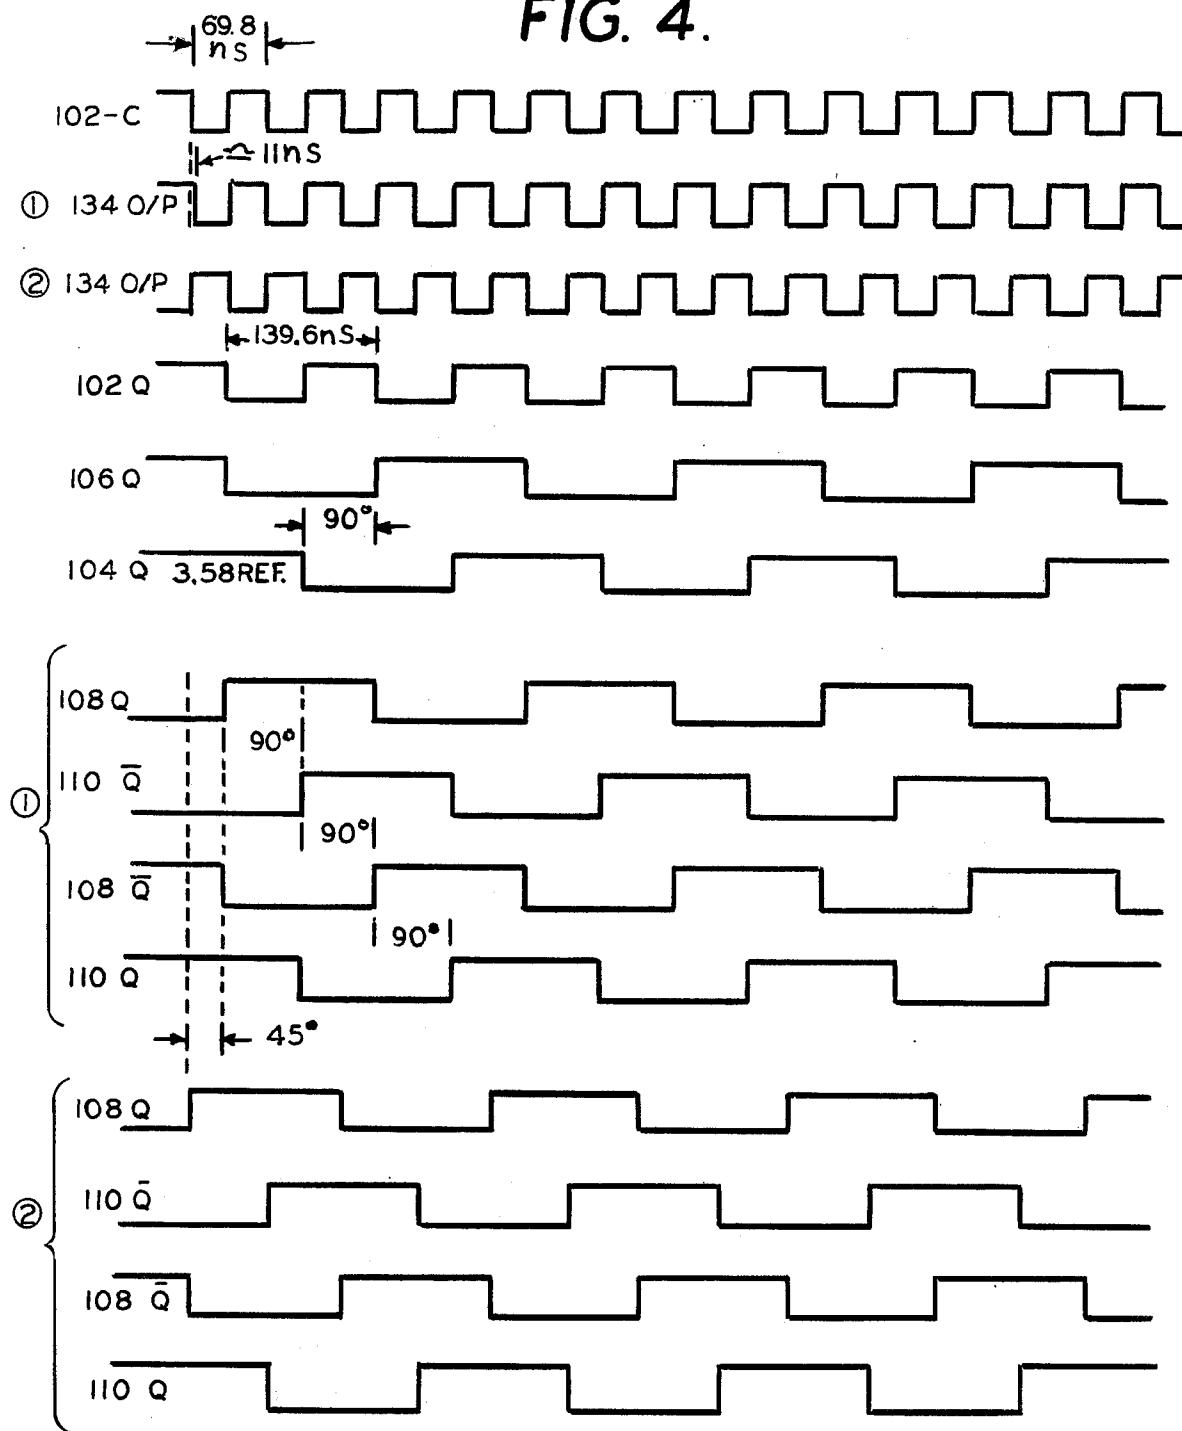 FIG. 4.
69.8
nS
102-C
≃ 11nS
① 134 O/P
② 134 O/P
139.6nS
102 Q
106 Q
90°
104 Q 3.58REF.
108 Q
90°
110 Q̅
①
90°
108 Q̅
90°
110 Q
45°
108 Q
110 Q̅
②
108 Q̅
110 Q